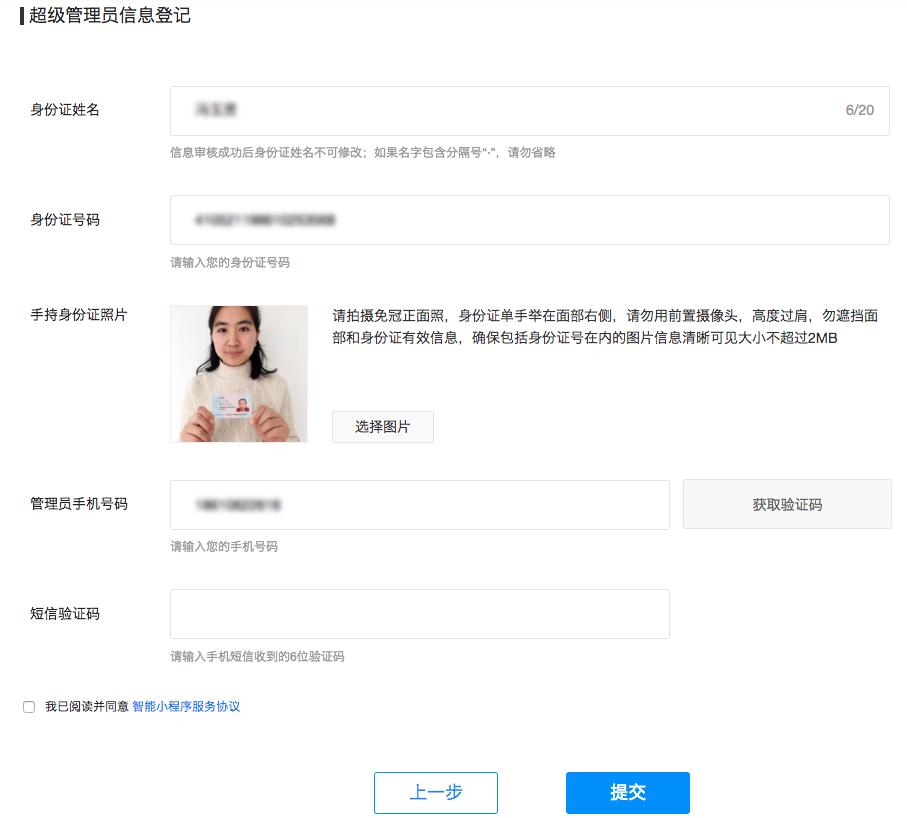 超级管理员信息登记
身份证姓名
6/20
信息审核成功后身份证姓名不可修改；如果名字包含分隔号“·”，请勿省略
身份证号码
请输入您的身份证号码
手持身份证照片
请拍摄免冠正面照，身份证单手举在面部右侧，请勿用前置摄像头，高度过肩，勿遮挡面
部和身份证有效信息，确保包括身份证号在内的图片信息清晰可见大小不超过2MB
选择图片
管理员手机号码
获取验证码
请输入您的手机号码
短信验证码
请输入手机短信收到的6位验证码
我已阅读并同意 智能小程序服务协议
上一步
提交